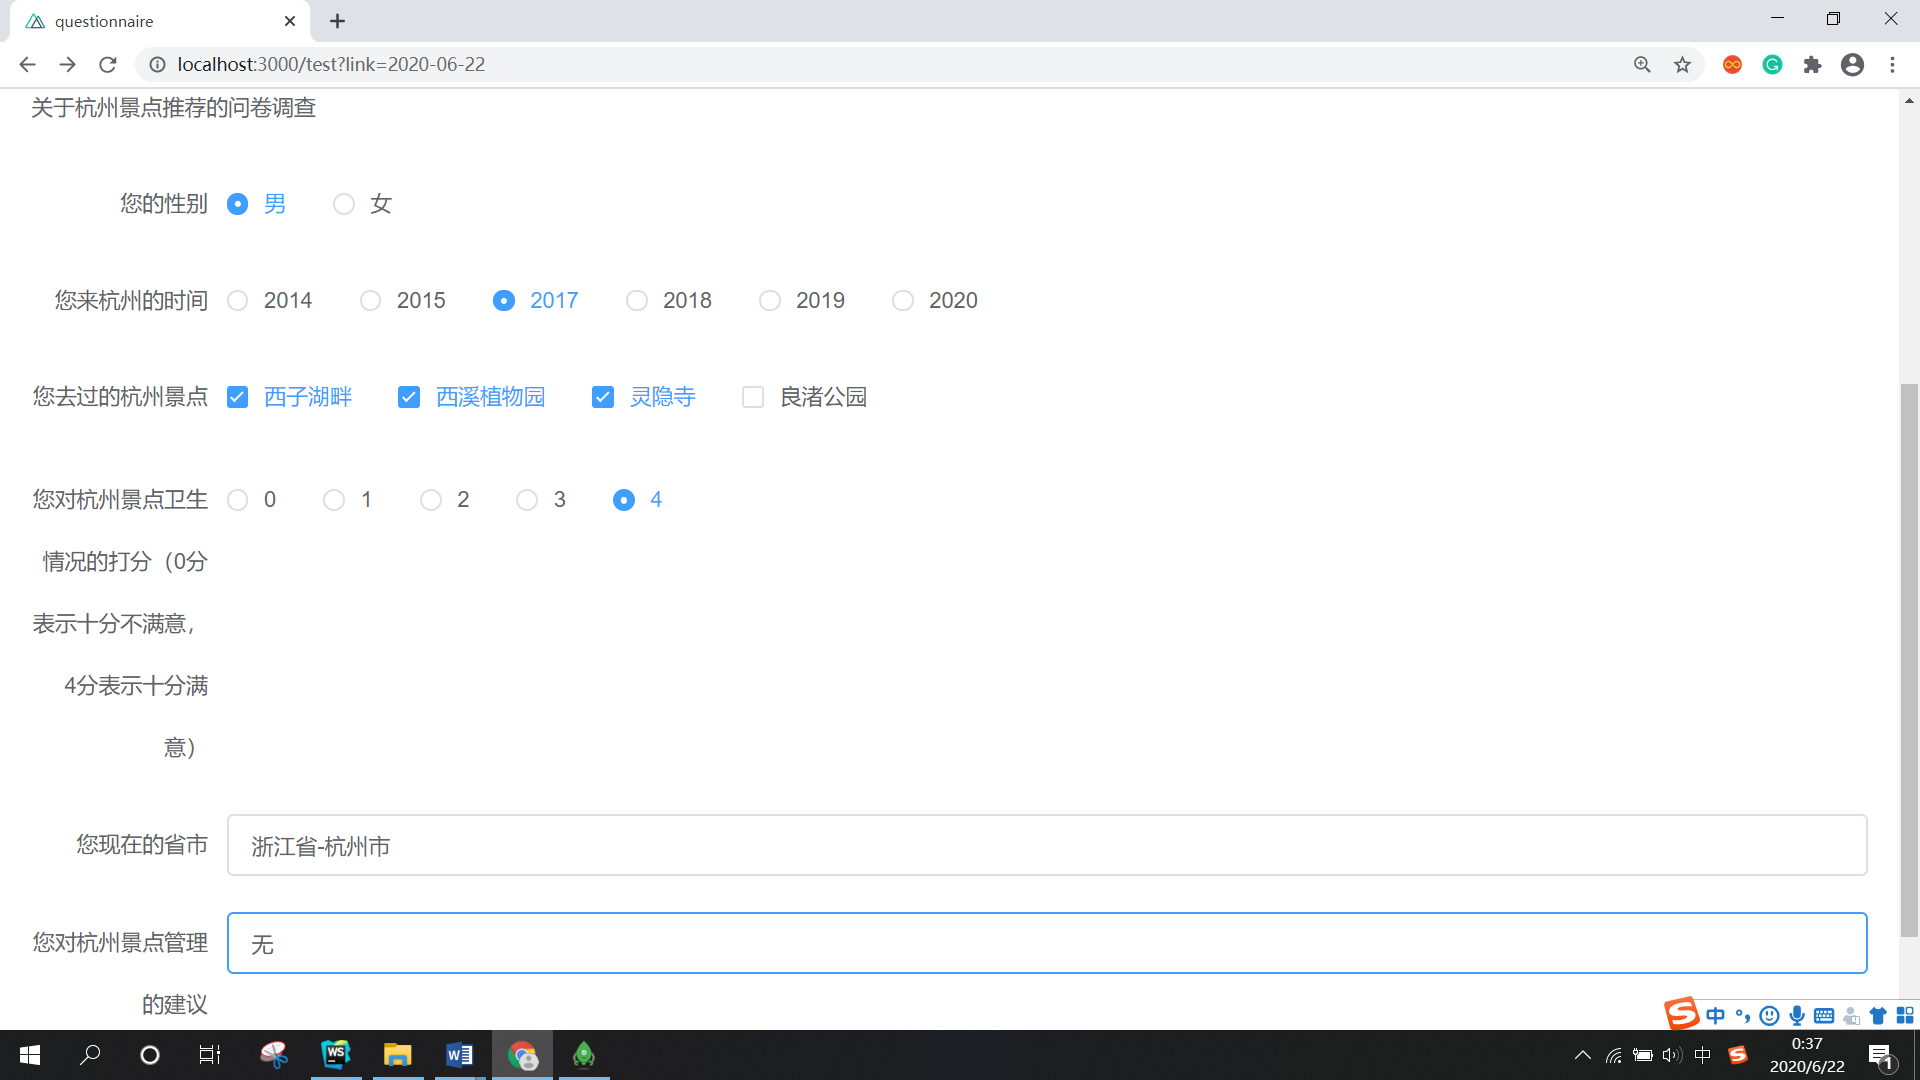 questionnaire
localhost:3000/test?link=2020-06-22
关于杭州景点推荐的问卷调查
您的性别 男 女
您来杭州的时间 2014 2015 2017 2018 2019 2020
您去过的杭州景点 西子湖畔 西溪植物园 灵隐寺 良渚公园
您对杭州景点卫生 0 1 2 3 4
情况的打分（0分
表示十分不满意，
4分表示十分满
意）
您现在的省市 浙江省-杭州市
您对杭州景点管理 无
的建议
S 中
WS W 中 S 0:37
2020/6/22 1